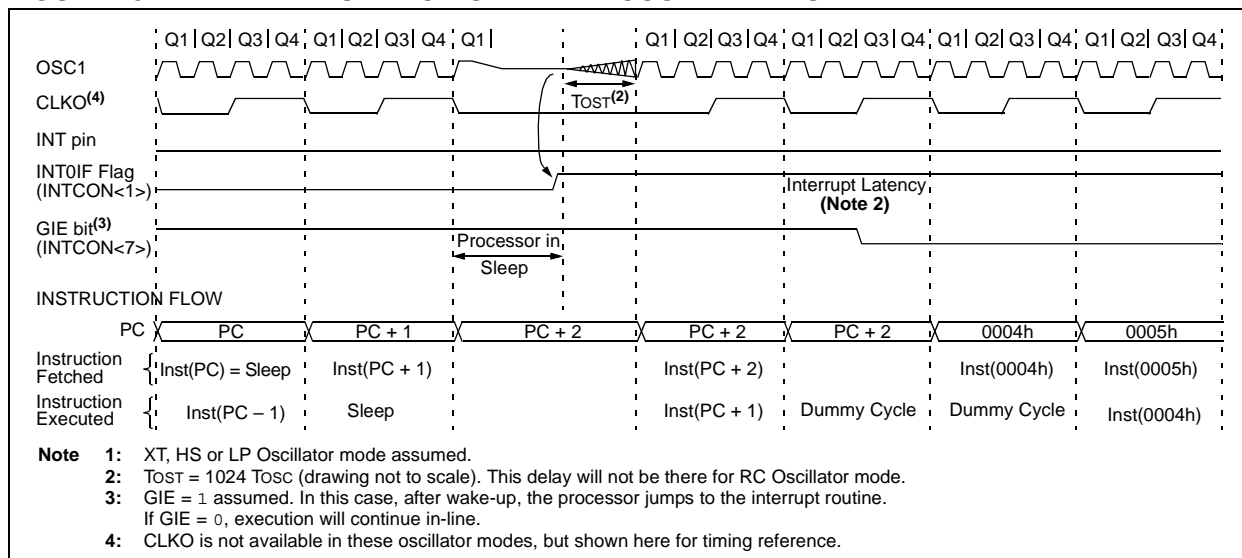 Q1 Q2 Q3 Q4 Q1 Q2 Q3 Q4 Q1 Q1 Q2 Q3 Q4 Q1 Q2 Q3 Q4 Q1 Q2 Q3 Q4 Q1 Q2 Q3 Q4
OSC1
CLKO(4)
TOST(2)
INT pin
INT0IF Flag
(INTCON<1>)
Interrupt Latency
(Note 2)
GIE bit(3)
(INTCON<7>)
Processor in
Sleep
INSTRUCTION FLOW
PC PC PC + 1 PC + 2 PC + 2 PC + 2 0004h 0005h
Instruction
Fetched
Inst(PC) = Sleep Inst(PC + 1) Inst(PC + 2) Inst(0004h) Inst(0005h)
Instruction
Executed
Inst(PC – 1) Sleep Inst(PC + 1) Dummy Cycle Dummy Cycle Inst(0004h)
Note 1: XT, HS or LP Oscillator mode assumed.
2: TOST = 1024 TOSC (drawing not to scale). This delay will not be there for RC Oscillator mode.
3: GIE = 1 assumed. In this case, after wake-up, the processor jumps to the interrupt routine.
If GIE = 0, execution will continue in-line.
4: CLKO is not available in these oscillator modes, but shown here for timing reference.